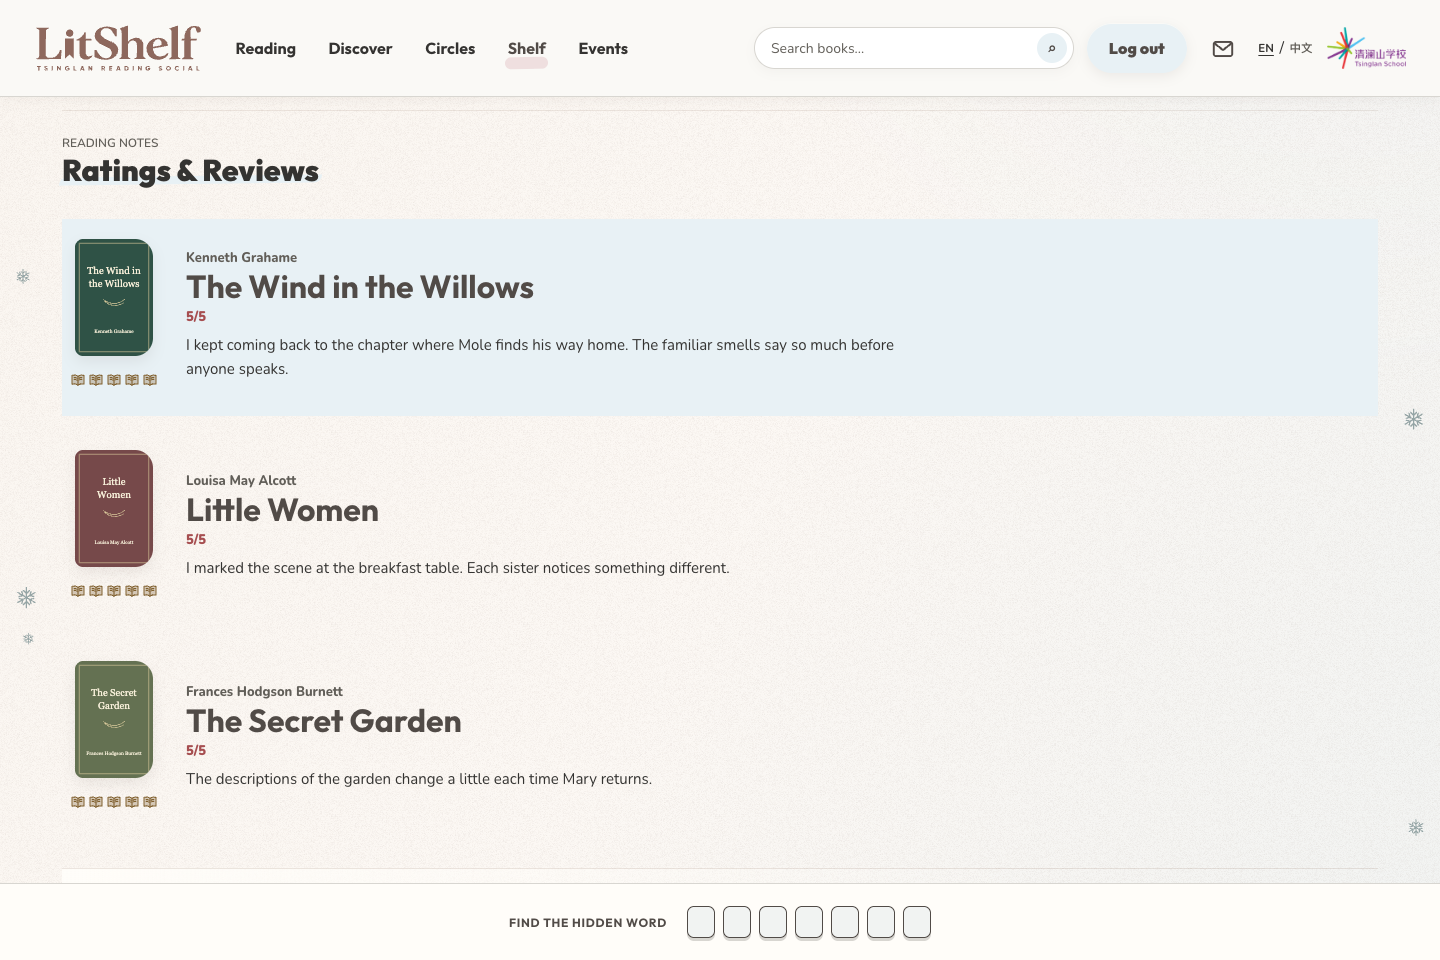 LitShelf
TSINGLAN READING SOCIAL
Reading Discover Circles Shelf Events
Search books...
Log out
EN / 中文
清澜山学校
Tsinglan School
READING NOTES
Ratings & Reviews
The Wind in
the Willows
Kenneth Grahame
Kenneth Grahame
The Wind in the Willows
5/5
I kept coming back to the chapter where Mole finds his way home. The familiar smells say so much before
anyone speaks.
Little
Women
Louisa May Alcott
Louisa May Alcott
Little Women
5/5
I marked the scene at the breakfast table. Each sister notices something different.
The Secret
Garden
Frances Hodgson Burnett
Frances Hodgson Burnett
The Secret Garden
5/5
The descriptions of the garden change a little each time Mary returns.
FIND THE HIDDEN WORD